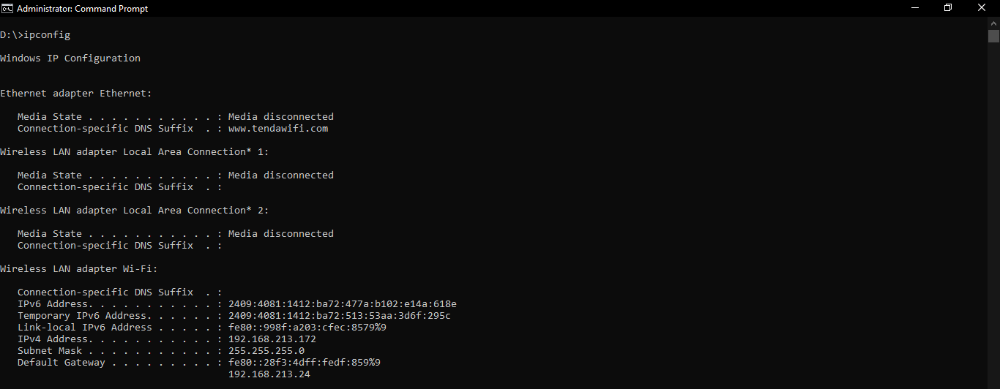 Administrator: Command Prompt
D:\>ipconfig
Windows IP Configuration
Ethernet adapter Ethernet:
   Media State . . . . . . . . . . . : Media disconnected
   Connection-specific DNS Suffix  . : www.tendawifi.com
Wireless LAN adapter Local Area Connection* 1:
   Media State . . . . . . . . . . . : Media disconnected
   Connection-specific DNS Suffix  . :
Wireless LAN adapter Local Area Connection* 2:
   Media State . . . . . . . . . . . : Media disconnected
   Connection-specific DNS Suffix  . :
Wireless LAN adapter Wi-Fi:
   Connection-specific DNS Suffix  . :
   IPv6 Address. . . . . . . . . . . : 2409:4081:1412:ba72:477a:b102:e14a:618e
   Temporary IPv6 Address. . . . . . : 2409:4081:1412:ba72:513:53aa:3d6f:295c
   Link-local IPv6 Address . . . . . : fe80::998f:a203:cfec:8579%9
   IPv4 Address. . . . . . . . . . . : 192.168.213.172
   Subnet Mask . . . . . . . . . . . : 255.255.255.0
   Default Gateway . . . . . . . . . : fe80::28f3:4dff:fedf:859%9
                                       192.168.213.24